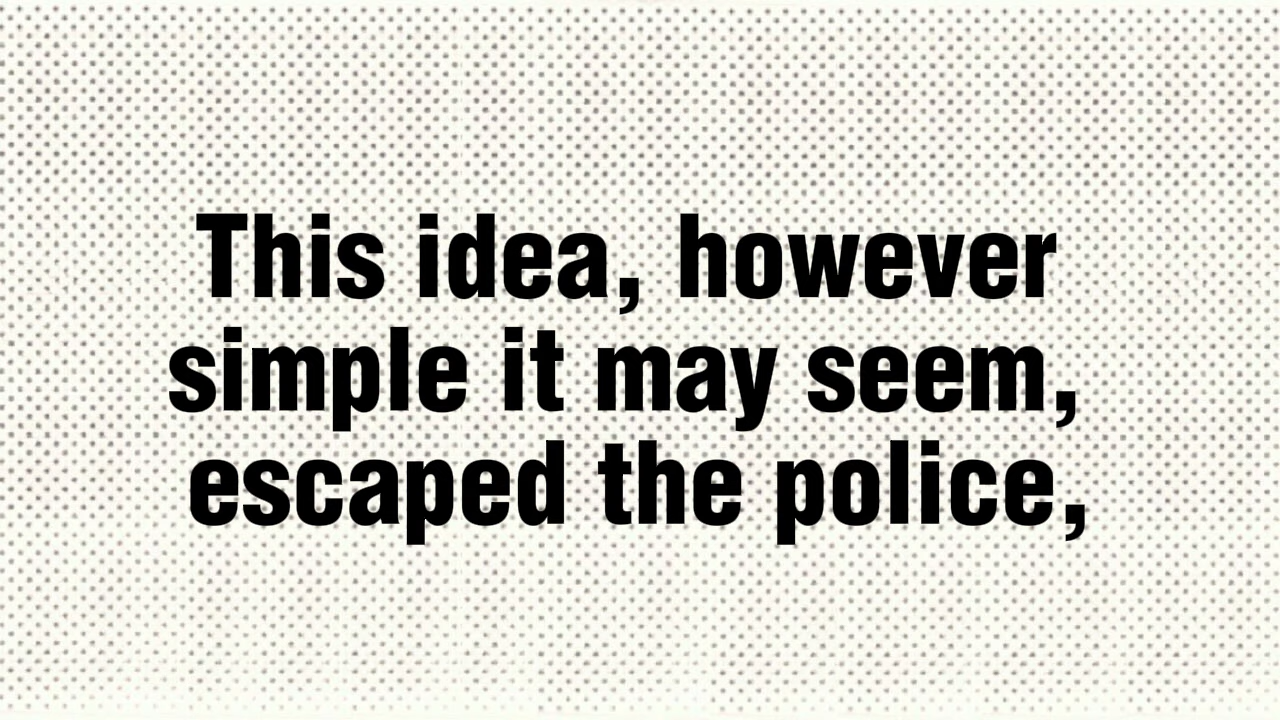 This idea, however
simple it may seem,
escaped the police,